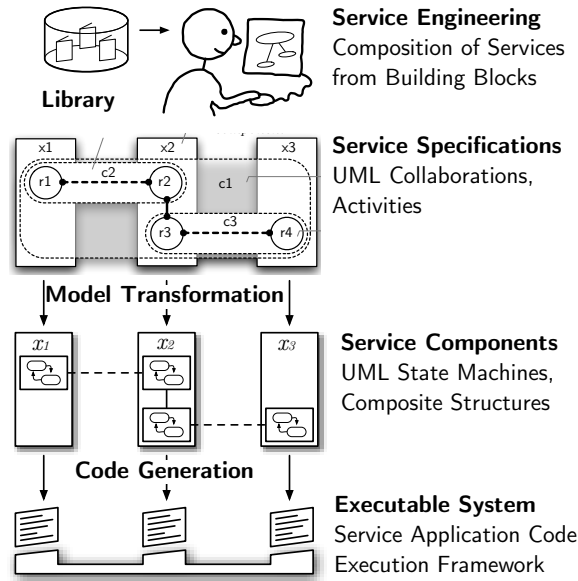 Service Engineering
Composition of Services
from Building Blocks
Library
Service Specifications
UML Collaborations,
Activities
x1
x2
x3
c2
c1
r1
r2
c3
r3
r4
Model Transformation
x1
x2
x3
Service Components
UML State Machines,
Composite Structures
Code Generation
Executable System
Service Application Code
Execution Framework